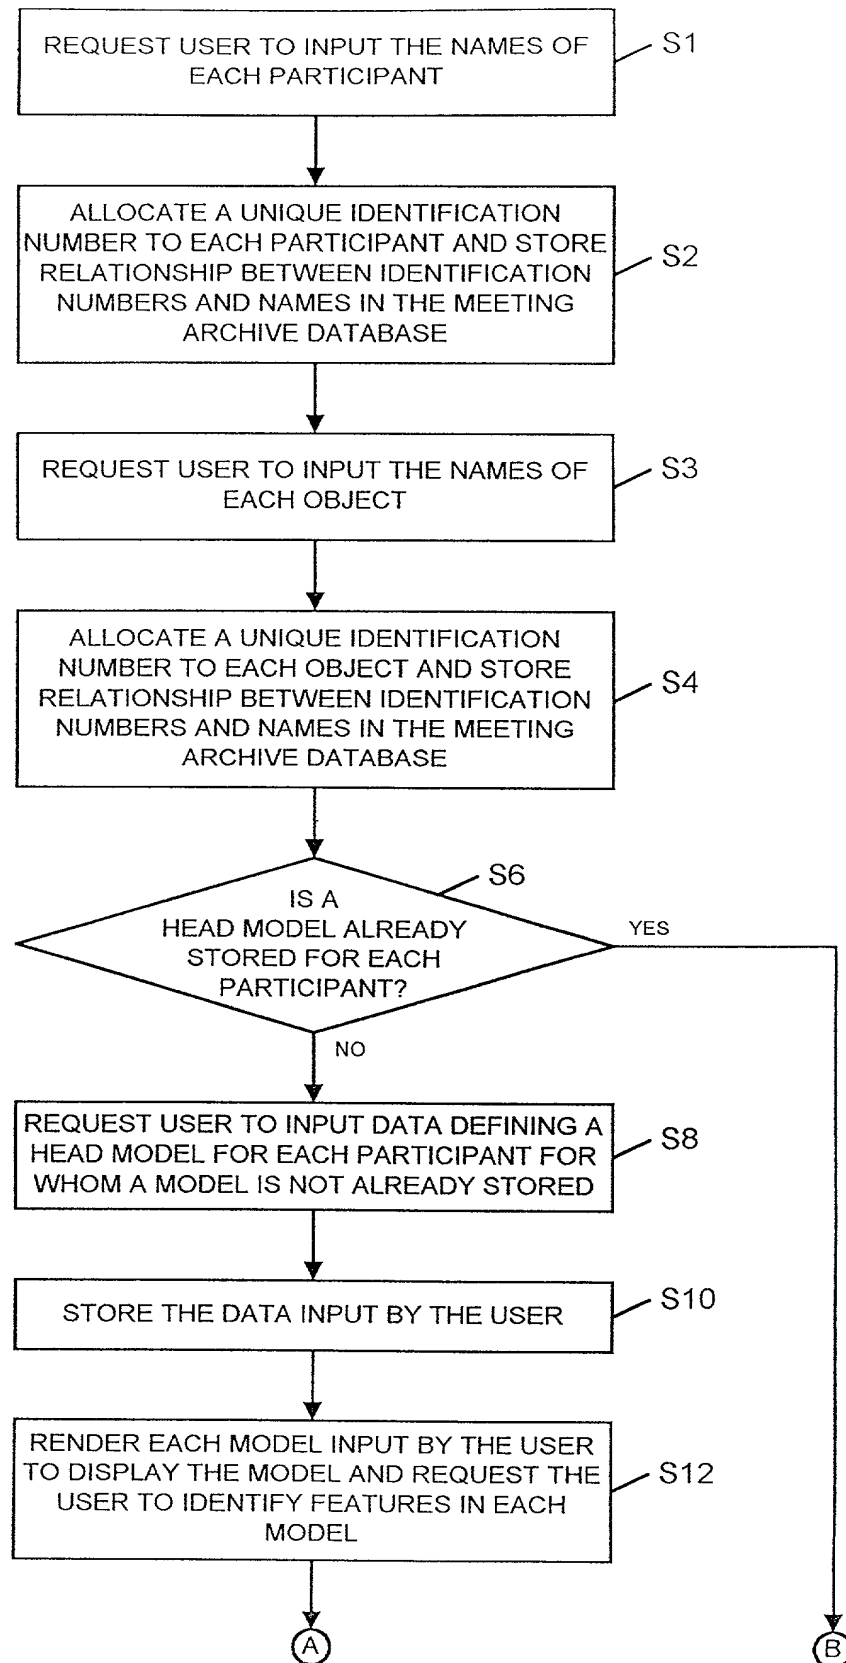 REQUEST USER TO INPUT THE NAMES OF
EACH PARTICIPANT
S1
ALLOCATE A UNIQUE IDENTIFICATION
NUMBER TO EACH PARTICIPANT AND STORE
RELATIONSHIP BETWEEN IDENTIFICATION
NUMBERS AND NAMES IN THE MEETING
ARCHIVE DATABASE
S2
REQUEST USER TO INPUT THE NAMES OF
EACH OBJECT
S3
ALLOCATE A UNIQUE IDENTIFICATION
NUMBER TO EACH OBJECT AND STORE
RELATIONSHIP BETWEEN IDENTIFICATION
NUMBERS AND NAMES IN THE MEETING
ARCHIVE DATABASE
S4
S6
IS A
HEAD MODEL ALREADY
STORED FOR EACH
PARTICIPANT?
YES
NO
REQUEST USER TO INPUT DATA DEFINING A
HEAD MODEL FOR EACH PARTICIPANT FOR
WHOM A MODEL IS NOT ALREADY STORED
S8
STORE THE DATA INPUT BY THE USER
S10
RENDER EACH MODEL INPUT BY THE USER
TO DISPLAY THE MODEL AND REQUEST THE
USER TO IDENTIFY FEATURES IN EACH
MODEL
S12
A
B